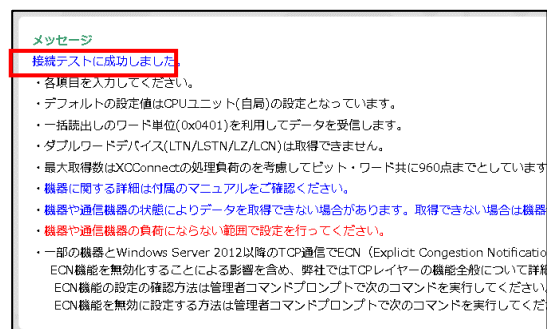 メッセージ
接続テストに成功しました。
・各項目を入力してください。
・デフォルトの設定値はCPUユニット(自局)の設定となっています。
・一括読出しのワード単位(0x0401)を利用してデータを受信します。
・ダブルワードデバイス(LTN/LSTN/LZ/LCN)は取得できません。
・最大取得数はXCConnectの処理負荷のを考慮してビット・ワード共に960点までとしています
・機器に関する詳細は付属のマニュアルをご確認ください。
・機器や通信機器の状態によりデータを取得できない場合があります。取得できない場合は機器
・機器や通信機器の負荷にならない範囲で設定を行ってください。
・一部の機器とWindows Server 2012以降のTCP通信でECN（Explicit Congestion Notificatio
ECN機能を無効化することによる影響を含め、弊社ではTCPレイヤーの機能全般について詳細
ECN機能の設定の確認方法は管理者コマンドプロンプトで次のコマンドを実行してください。
ECN機能を無効に設定する方法は管理者コマンドプロンプトで次のコマンドを実行してくだ